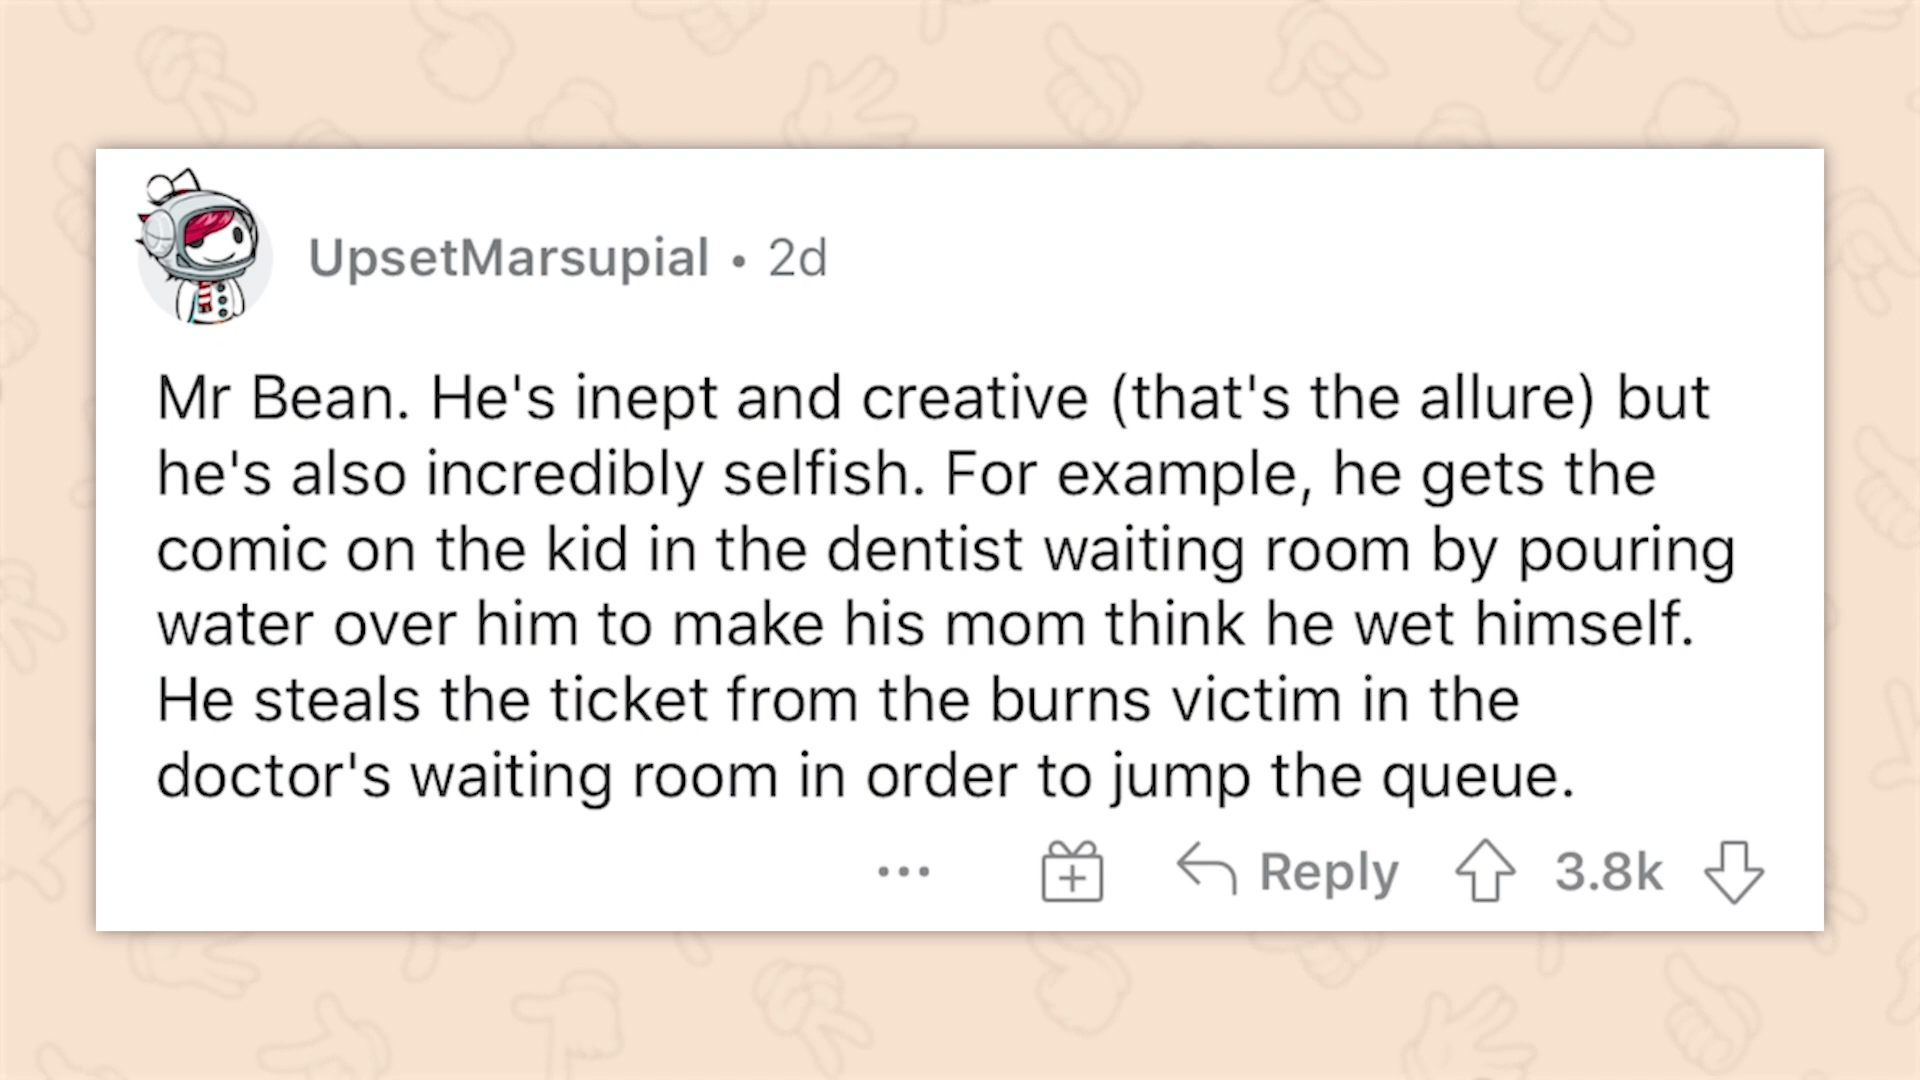 UpsetMarsupial • 2d
Mr Bean. He's inept and creative (that's the allure) but
he's also incredibly selfish. For example, he gets the
comic on the kid in the dentist waiting room by pouring
water over him to make his mom think he wet himself.
He steals the ticket from the burns victim in the
doctor's waiting room in order to jump the queue.
Reply 3.8k